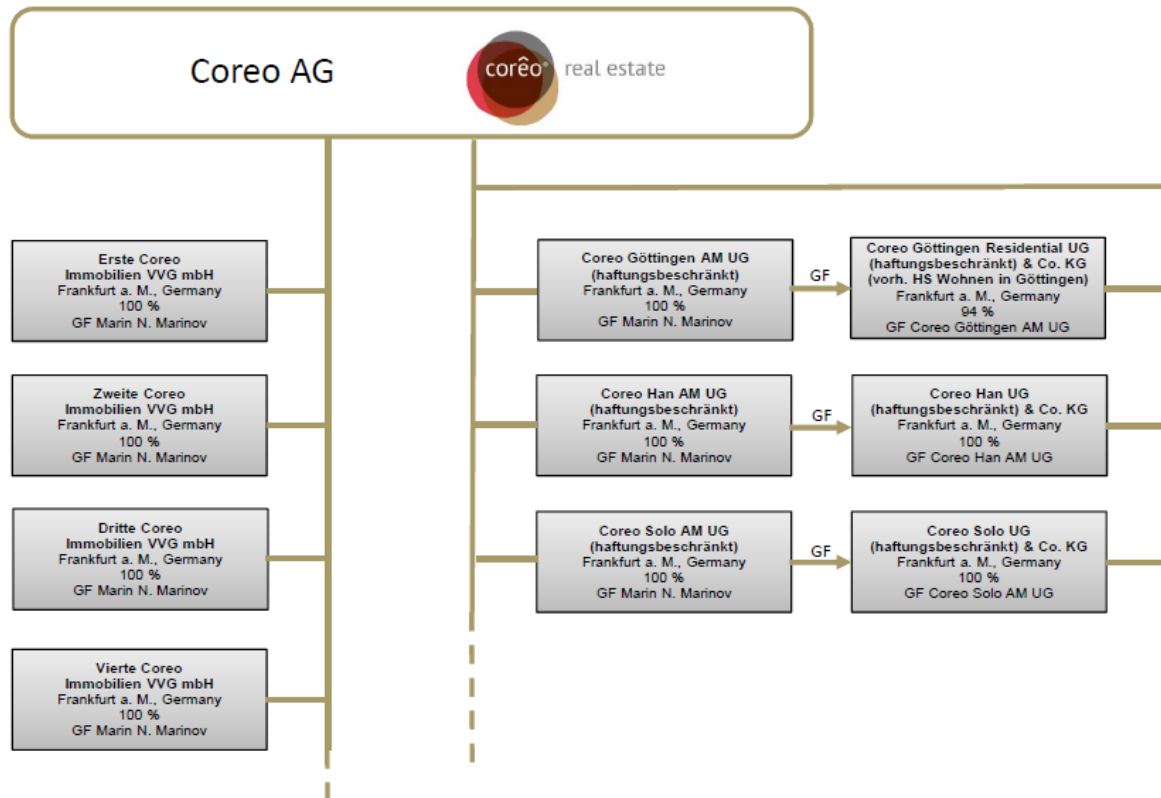 Coreo AG
corêo® real estate
Erste Coreo
Immobilien VVG mbH
Frankfurt a. M., Germany
100 %
GF Marin N. Marinov
Zweite Coreo
Immobilien VVG mbH
Frankfurt a. M., Germany
100 %
GF Marin N. Marinov
Dritte Coreo
Immobilien VVG mbH
Frankfurt a. M., Germany
100 %
GF Marin N. Marinov
Vierte Coreo
Immobilien VVG mbH
Frankfurt a. M., Germany
100 %
GF Marin N. Marinov
Coreo Göttingen AM UG
(haftungsbeschränkt)
Frankfurt a. M., Germany
100 %
GF Marin N. Marinov
GF
Coreo Göttingen Residential UG
(haftungsbeschränkt) & Co. KG
(vorh. HS Wohnen in Göttingen)
Frankfurt a. M., Germany
94 %
GF Coreo Göttingen AM UG
Coreo Han AM UG
(haftungsbeschränkt)
Frankfurt a. M., Germany
100 %
GF Marin N. Marinov
GF
Coreo Han UG
(haftungsbeschränkt) & Co. KG
Frankfurt a. M., Germany
100 %
GF Coreo Han AM UG
Coreo Solo AM UG
(haftungsbeschränkt)
Frankfurt a. M., Germany
100 %
GF Marin N. Marinov
GF
Coreo Solo UG
(haftungsbeschränkt) & Co. KG
Frankfurt a. M., Germany
100 %
GF Coreo Solo AM UG